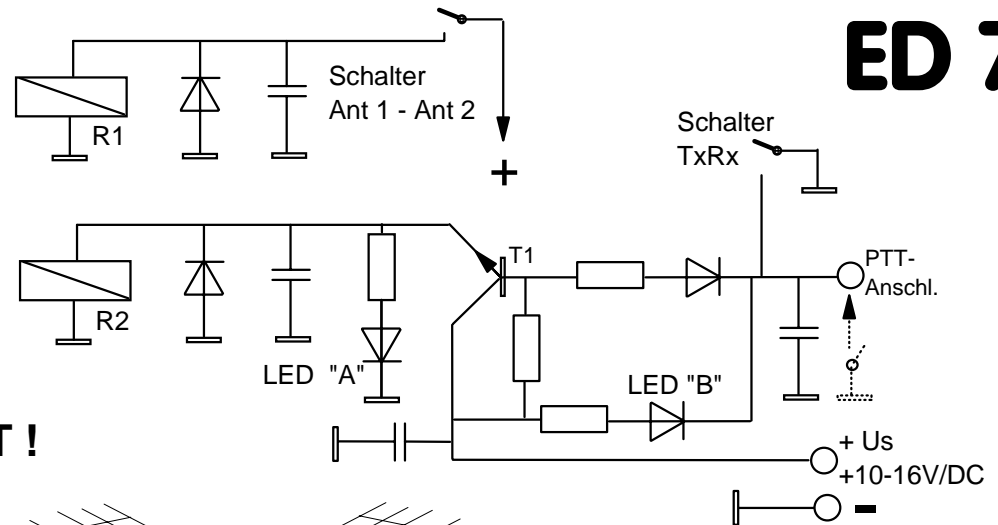 ED 7
Schalter
Ant 1 - Ant 2
R1
+
Schalter
TxRx
T1
PTT-
Anschl.
R2
LED "A"
LED "B"
T !
+ Us
+10-16V/DC
-